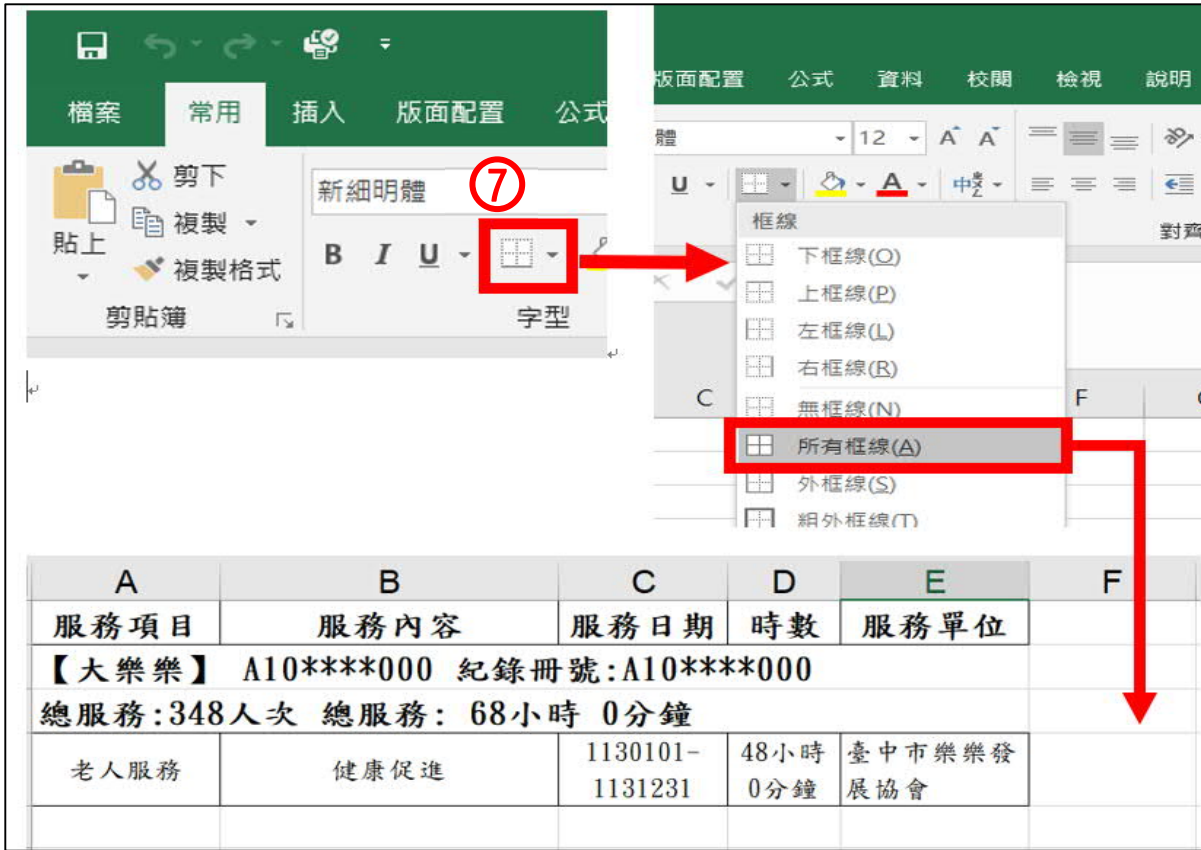 檔案 常用 插入 版面配置 公式
剪下
複製
貼上
複製格式
剪貼簿
新細明體
⑦
B I U
字型
版面配置 公式 資料 校閱 檢視 說明
體 12 A A
U A 中
對齊
框線
下框線(O)
上框線(P)
左框線(L)
右框線(R)
無框線(N)
所有框線(A)
外框線(S)
粗外框線(T)
C F
A B C D E F
服務項目 服務內容 服務日期 時數 服務單位
【大樂樂】 A10****000 紀錄冊號:A10****000
總服務:348人次 總服務: 68小時 0分鐘
老人服務 健康促進 1130101-1131231 48小時0分鐘 臺中市樂樂發展協會